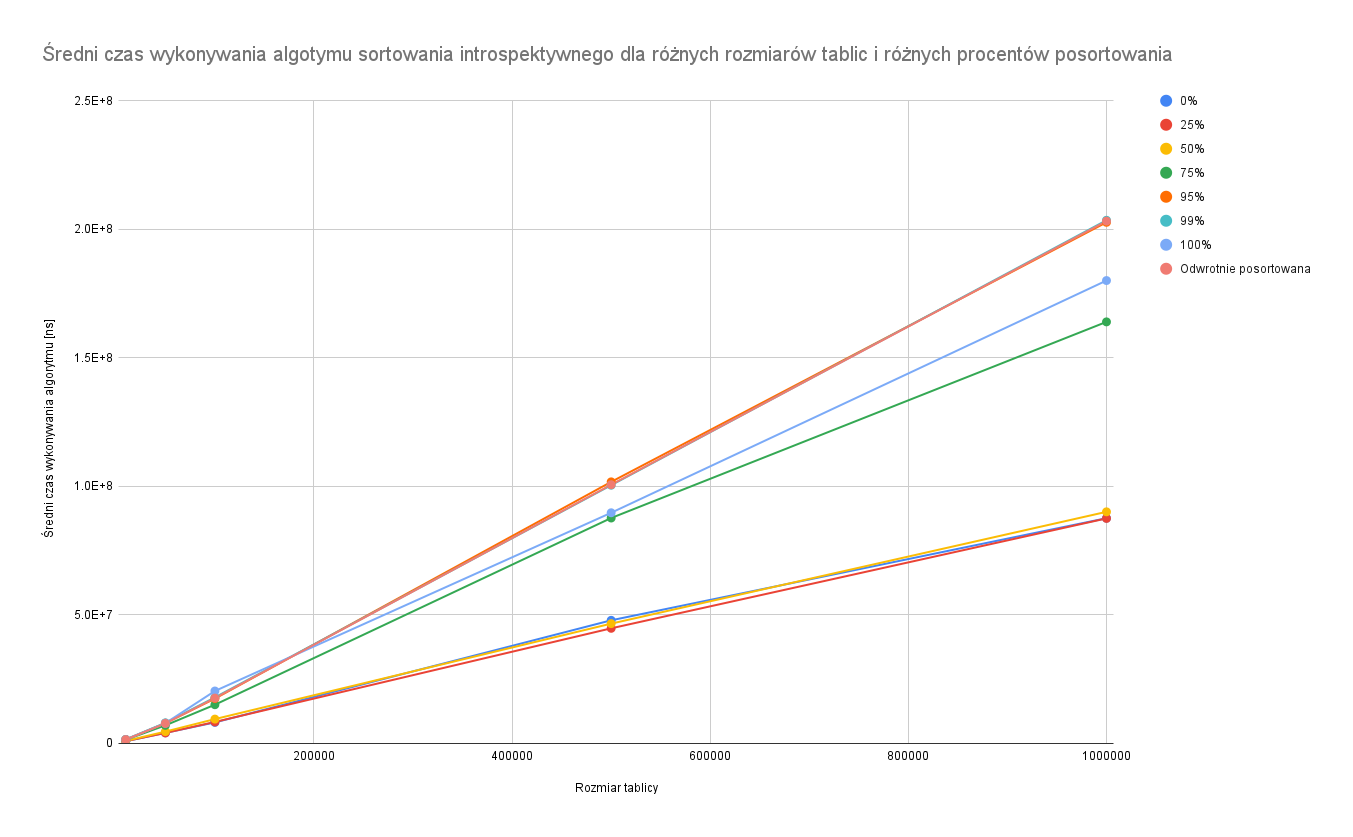 Średni czas wykonywania algotymu sortowania introspektywnego dla różnych rozmiarów tablic i różnych procentów posortowania
2.5E+8
2.0E+8
1.5E+8
1.0E+8
5.0E+7
0
Średni czas wykonywania algorytmu [ns]
200000
400000
600000
800000
1000000
Rozmiar tablicy
0%
25%
50%
75%
95%
99%
100%
Odwrotnie posortowana